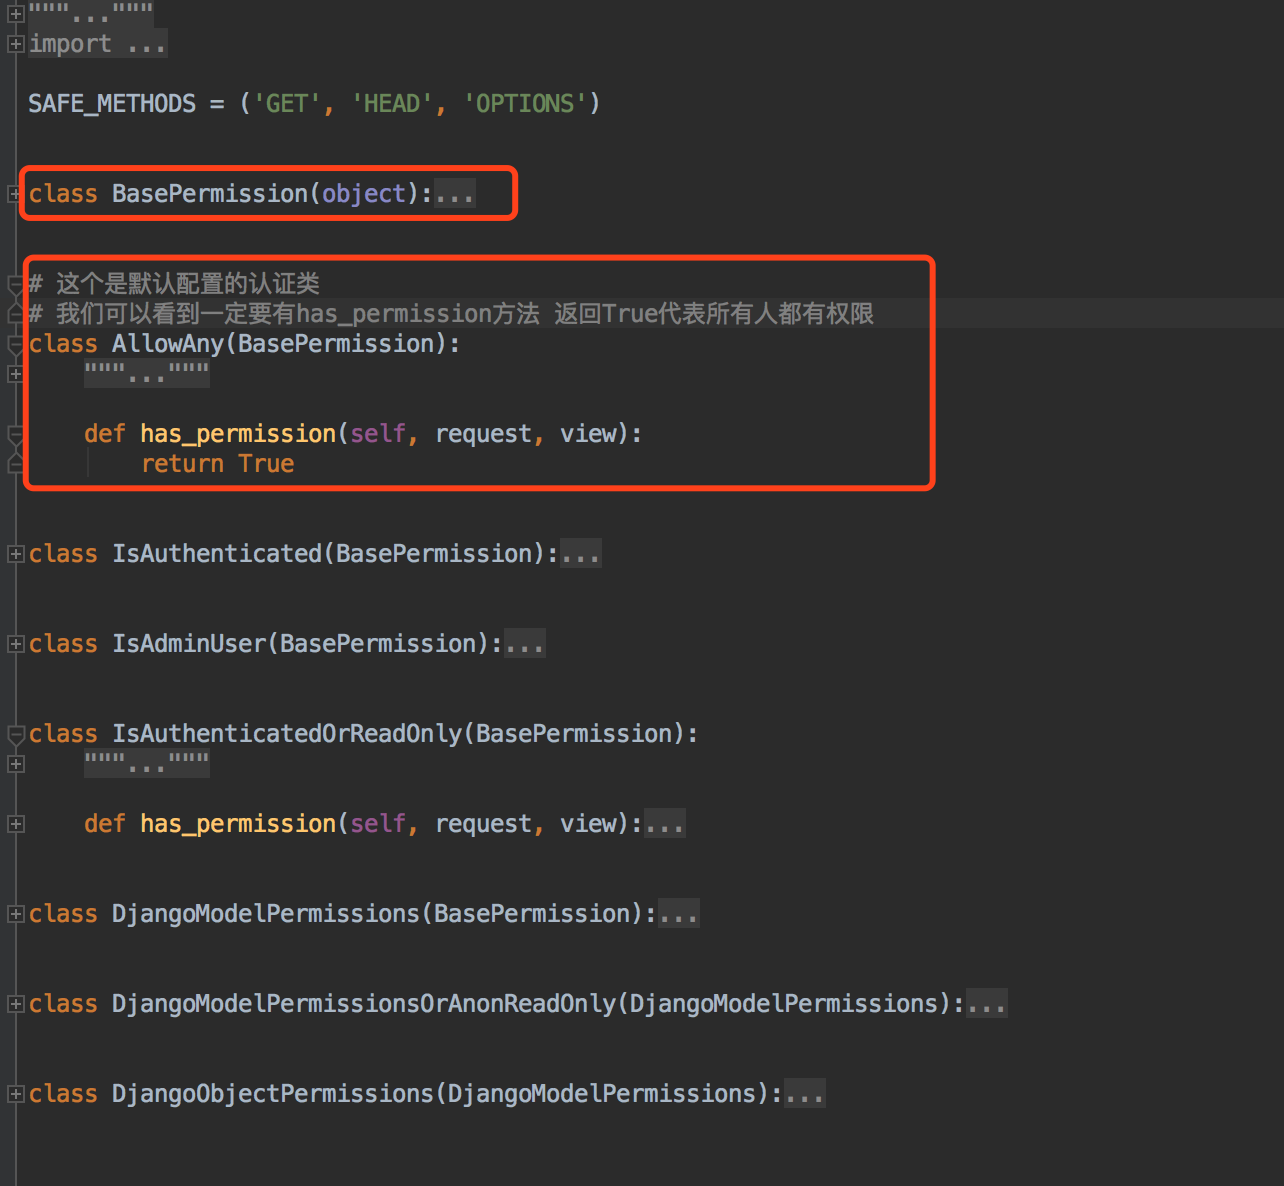 """..."""
import ...
SAFE_METHODS = ('GET', 'HEAD', 'OPTIONS')
class BasePermission(object):...
# 这个是默认配置的认证类
# 我们可以看到一定要有has_permission方法 返回True代表所有人都有权限
class AllowAny(BasePermission):
"""..."""
def has_permission(self, request, view):
return True
class IsAuthenticated(BasePermission):...
class IsAdminUser(BasePermission):...
class IsAuthenticatedOrReadOnly(BasePermission):
"""..."""
def has_permission(self, request, view):...
class DjangoModelPermissions(BasePermission):...
class DjangoModelPermissionsOrAnonReadOnly(DjangoModelPermissions):...
class DjangoObjectPermissions(DjangoModelPermissions):...